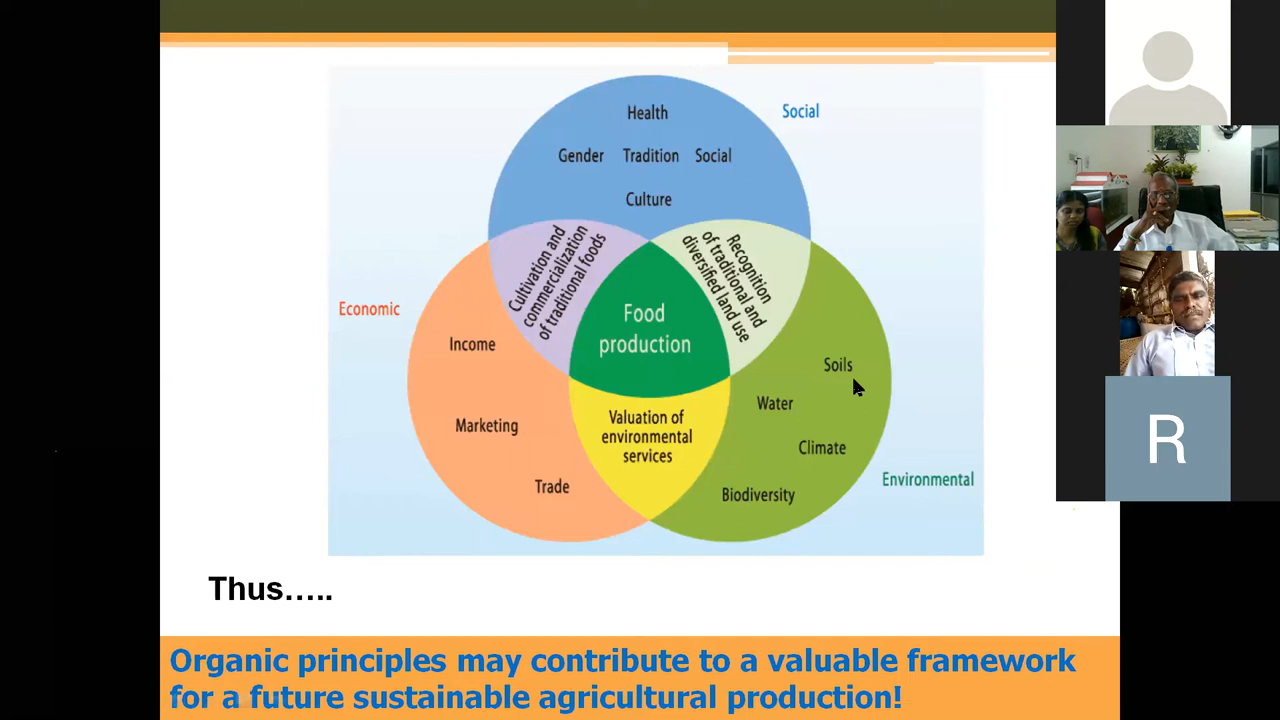 Social
Health
Gender Tradition Social
Culture
Cultivation and
commercialization
of traditional foods
Recognition
of traditional and
diversified land use
Economic
Food
production
Income
Marketing
Trade
Valuation of
environmental
services
Soils
Water
Climate
Biodiversity
Environmental
R
Thus.....
Organic principles may contribute to a valuable framework
for a future sustainable agricultural production!